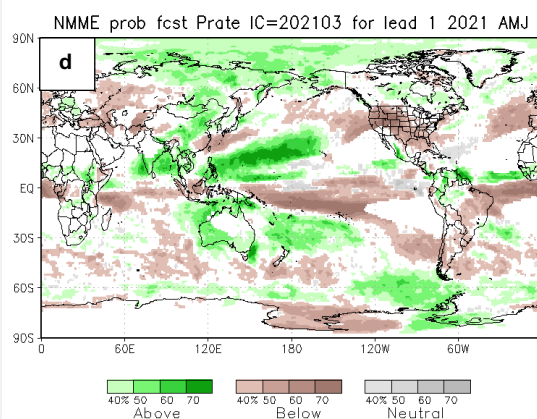 NMME prob fcst Prate IC=202103 for lead 1 2021 AMJ
d
90N
60N
30N
EQ
30S
60S
90S
0 60E 120E 180 120W 60W
40% 50 60 70 40% 50 60 70 40% 50 60 70
Above Below Neutral